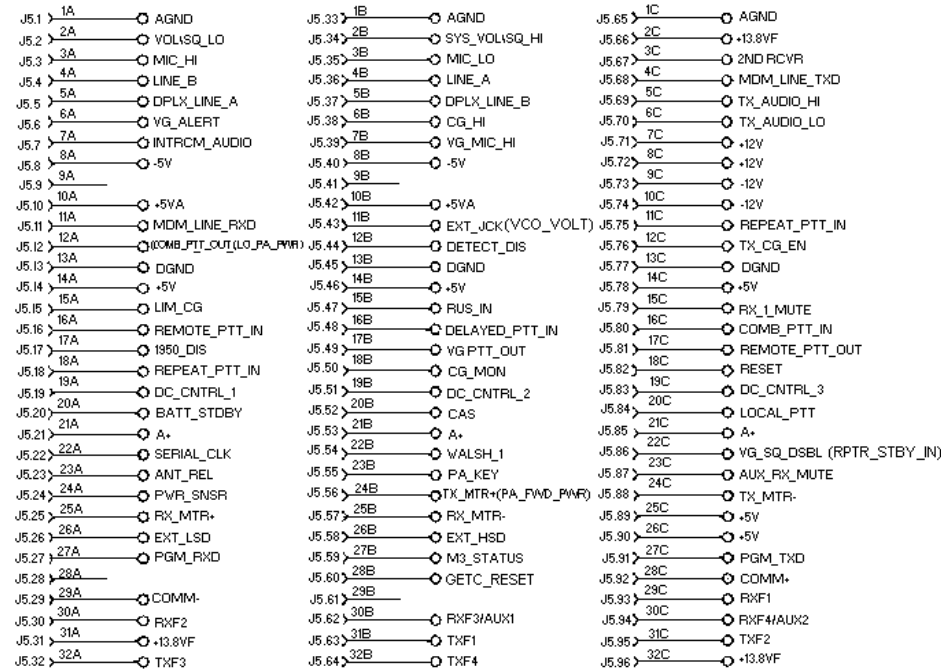 J5.1 1A AGND J5.33 1B AGND J5.65 1C AGND
J5.2 2A VOL\SQ_LO J5.34 2B SYS_VOL\SQ_HI J5.66 2C +13.8VF
J5.3 3A MIC_HI J5.35 3B MIC_LO J5.67 3C 2ND RCVR
J5.4 4A LINE_B J5.36 4B LINE_A J5.68 4C MDM_LINE_TXD
J5.5 5A DPLX_LINE_A J5.37 5B DPLX_LINE_B J5.69 5C TX_AUDIO_HI
J5.6 6A VG_ALERT J5.38 6B CG_HI J5.70 6C TX_AUDIO_LO
J5.7 7A INTRCM_AUDIO J5.39 7B VG_MIC_HI J5.71 7C +12V
J5.8 8A -5V J5.40 8B -5V J5.72 8C +12V
J5.9 9A J5.41 9B J5.73 9C -12V
J5.10 10A +5VA J5.42 10B +5VA J5.74 10C -12V
J5.11 11A MDM_LINE_RXD J5.43 11B EXT_JCK(VCO_VOLT) J5.75 11C REPEAT_PTT_IN
J5.12 12A (COMB_PTT_OUT(LO_PA_PWR) J5.44 12B DETECT_DIS J5.76 12C TX_CG_EN
J5.13 13A DGND J5.45 13B DGND J5.77 13C DGND
J5.14 14A +5V J5.46 14B +5V J5.78 14C +5V
J5.15 15A LIM_CG J5.47 15B RUS_IN J5.79 15C RX_1_MUTE
J5.16 16A REMOTE_PTT_IN J5.48 16B DELAYED_PTT_IN J5.80 16C COMB_PTT_IN
J5.17 17A 1950_DIS J5.49 17B VG PTT_OUT J5.81 17C REMOTE_PTT_OUT
J5.18 18A REPEAT_PTT_IN J5.50 18B CG_MON J5.82 18C RESET
J5.19 19A DC_CNTRL_1 J5.51 19B DC_CNTRL_2 J5.83 19C DC_CNTRL_3
J5.20 20A BATT_STDBY J5.52 20B CAS J5.84 20C LOCAL_PTT
J5.21 21A A+ J5.53 21B A+ J5.85 21C A+
J5.22 22A SERIAL_CLK J5.54 22B WALSH_1 J5.86 22C VG_SQ_DSBL (RPTR_STBY_IN)
J5.23 23A ANT_REL J5.55 23B PA_KEY J5.87 23C AUX_RX_MUTE
J5.24 24A PWR_SNSR J5.56 24B TX_MTR+(PA_FWD_PWR) J5.88 24C TX_MTR-
J5.25 25A RX_MTR+ J5.57 25B RX_MTR- J5.89 25C +5V
J5.26 26A EXT_LSD J5.58 26B EXT_HSD J5.90 26C +5V
J5.27 27A PGM_RXD J5.59 27B M3_STATUS J5.91 27C PGM_TXD
J5.28 28A J5.60 28B GETC_RESET J5.92 28C COMM+
J5.29 29A COMM- J5.61 29B J5.93 29C RXF1
J5.30 30A RXF2 J5.62 30B RXF3\AUX1 J5.94 30C RXF4\AUX2
J5.31 31A +13.8VF J5.63 31B TXF1 J5.95 31C TXF2
J5.32 32A TXF3 J5.64 32B TXF4 J5.96 32C +13.8VF